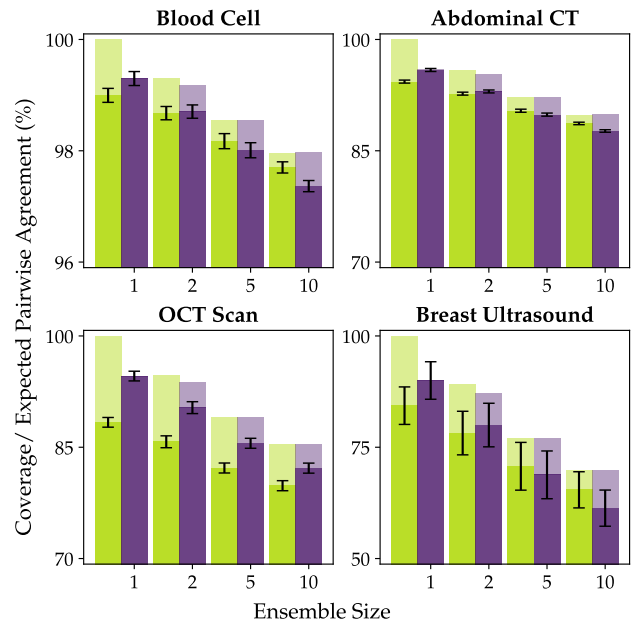 Blood Cell
Abdominal CT
100
98
96
1 2 5 10
100
85
70
1 2 5 10
Coverage/ Expected Pairwise Agreement (%)
OCT Scan
Breast Ultrasound
100
85
70
1 2 5 10
100
75
50
1 2 5 10
Ensemble Size